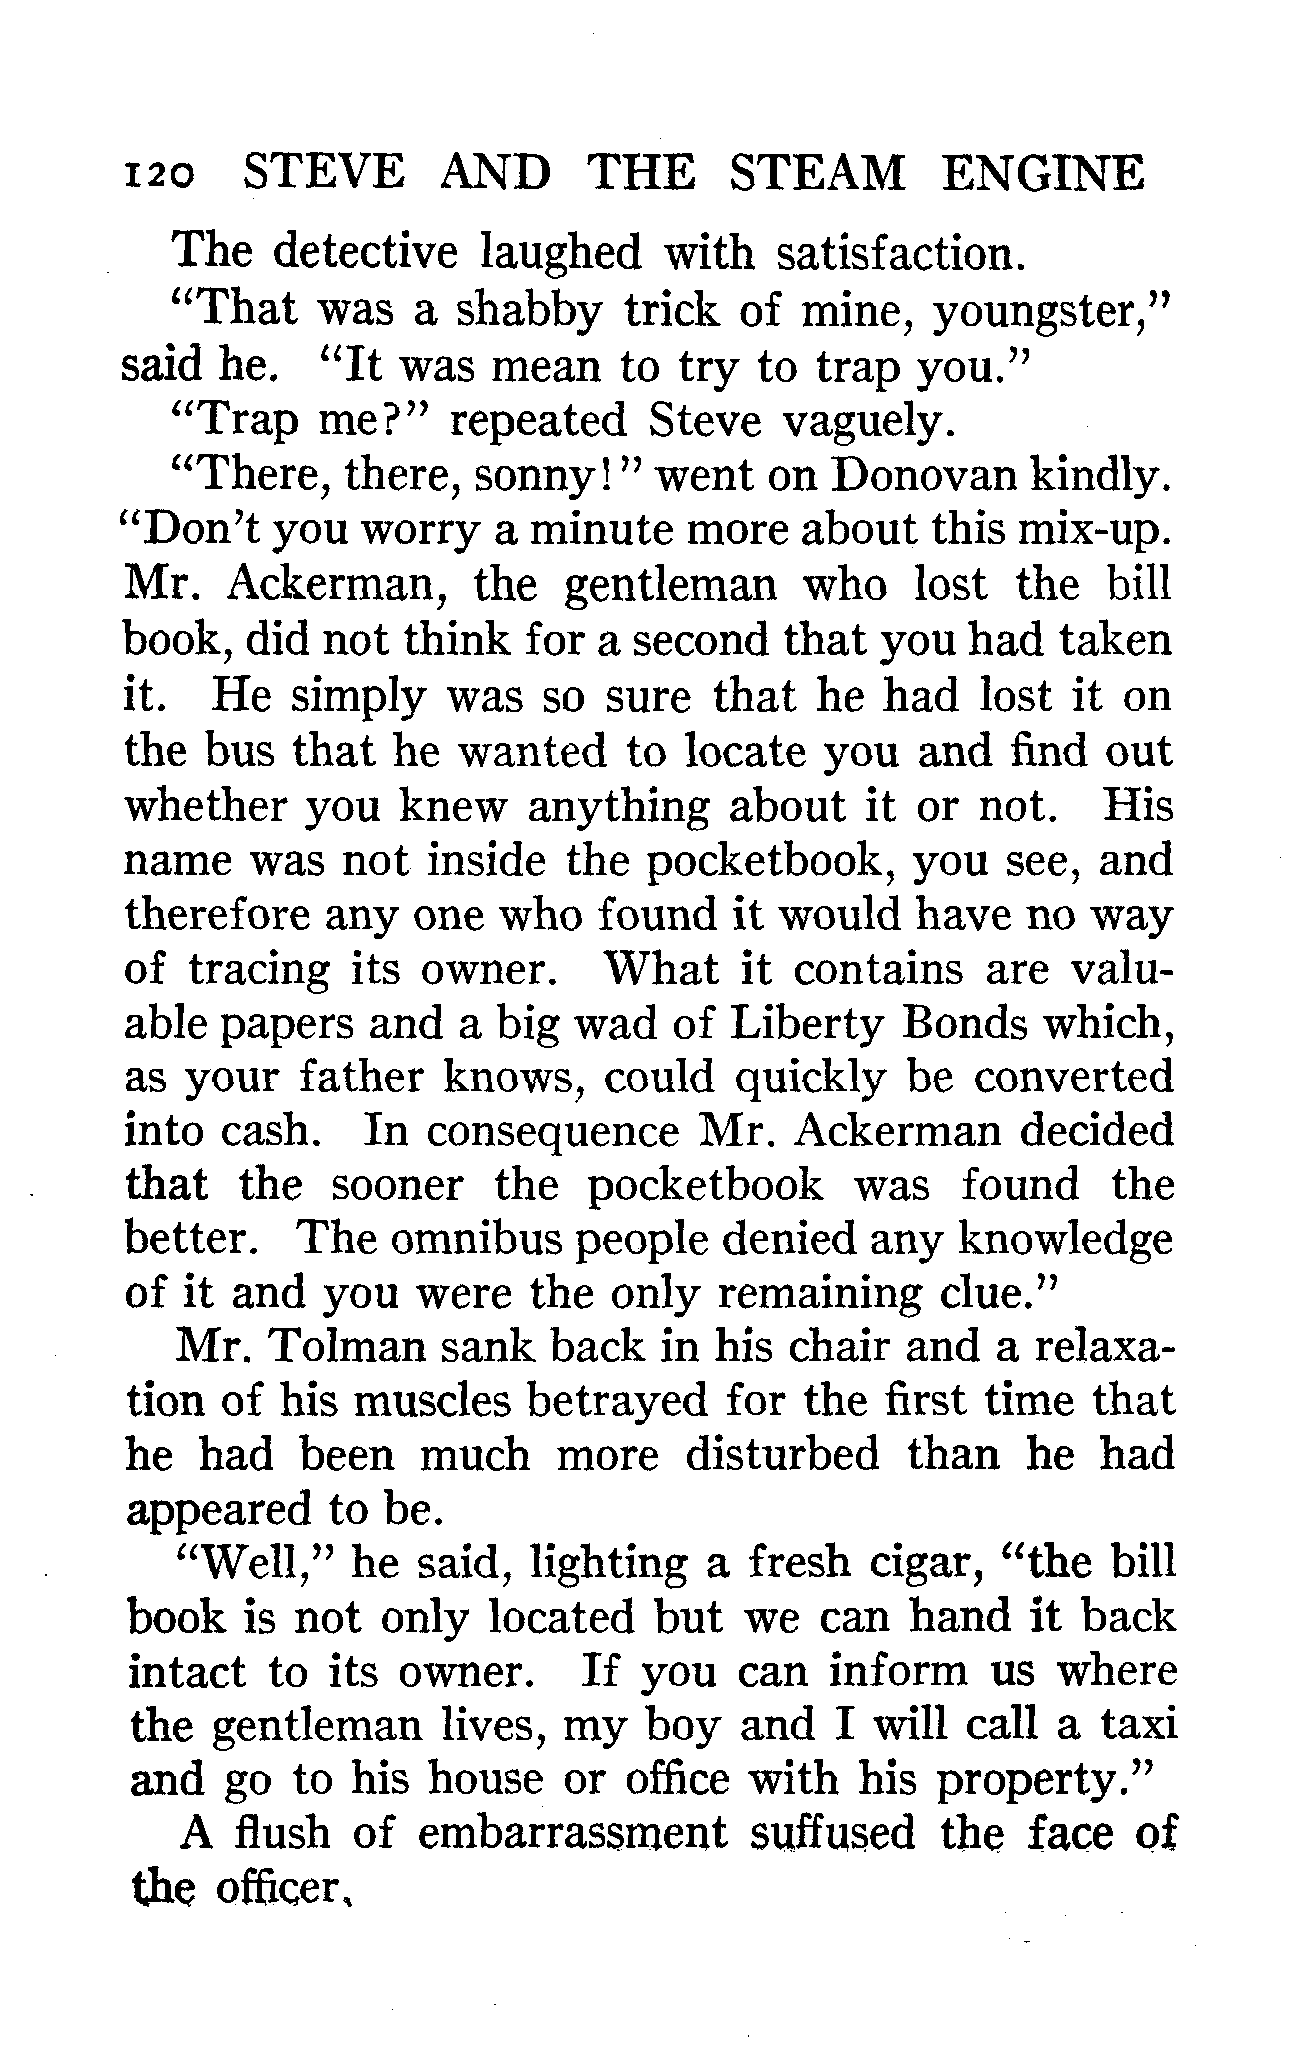 120 STEVE AND THE STEAM ENGINE
The detective laughed with satisfaction.
"That was a shabby trick of mine, youngster,"
said he. "It was mean to try to trap you."
"Trap me?" repeated Steve vaguely.
"There, there, sonny!" went on Donovan kindly.
"Don't you worry a minute more about this mix-up.
Mr. Ackerman, the gentleman who lost the bill
book, did not think for a second that you had taken
it. He simply was so sure that he had lost it on
the bus that he wanted to locate you and find out
whether you knew anything about it or not. His
name was not inside the pocketbook, you see, and
therefore any one who found it would have no way
of tracing its owner. What it contains are valu-
able papers and a big wad of Liberty Bonds which,
as your father knows, could quickly be converted
into cash. In consequence Mr. Ackerman decided
that the sooner the pocketbook was found the
better. The omnibus people denied any knowledge
of it and you were the only remaining clue."
Mr. Tolman sank back in his chair and a relaxa-
tion of his muscles betrayed for the first time that
he had been much more disturbed than he had
appeared to be.
"Well," he said, lighting a fresh cigar, "the bill
book is not only located but we can hand it back
intact to its owner. If you can inform us where
the gentleman lives, my boy and I will call a taxi
and go to his house or office with his property."
A flush of embarrassment suffused the face of
the officer.